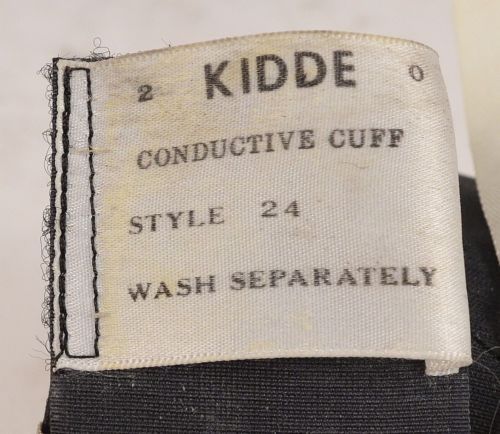 2 KIDDE 0
CONDUCTIVE CUFF
STYLE 24
WASH SEPARATELY